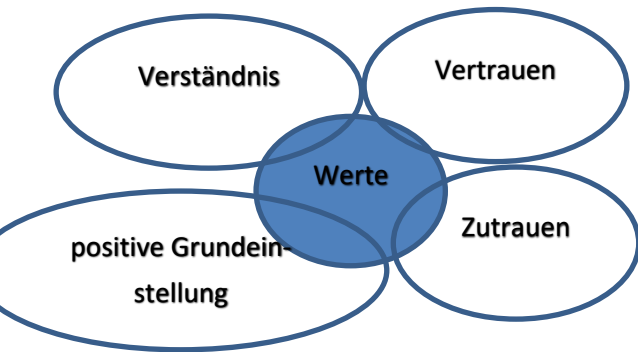 Verständnis
Vertrauen
Werte
Zutrauen
positive Grundein-
stellung